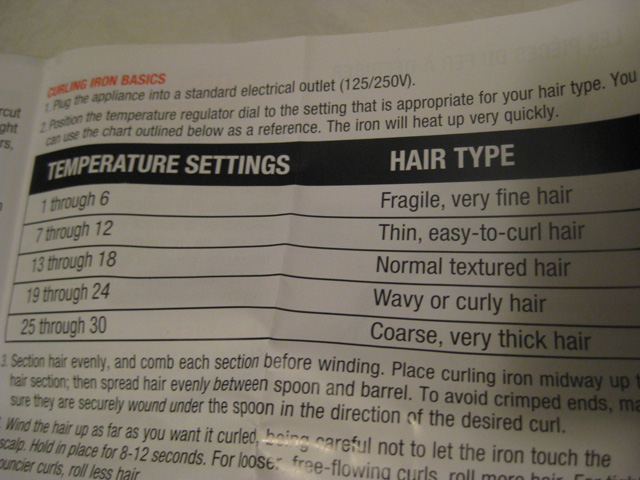 rcut
ght
rs,
CURLING IRON BASICS
1. Plug the appliance into a standard electrical outlet (125/250V).
2. Position the temperature regulator dial to the setting that is appropriate for your hair type. You
can use the chart outlined below as a reference. The iron will heat up very quickly.
TEMPERATURE SETTINGS HAIR TYPE
1 through 6 Fragile, very fine hair
7 through 12 Thin, easy-to-curl hair
13 through 18 Normal textured hair
19 through 24 Wavy or curly hair
25 through 30 Coarse, very thick hair
3. Section hair evenly, and comb each section before winding. Place curling iron midway up t
hair section; then spread hair evenly between spoon and barrel. To avoid crimped ends, ma
sure they are securely wound under the spoon in the direction of the desired curl.
Wind the hair up as far as you want it curled, being careful not to let the iron touch the
scalp. Hold in place for 8-12 seconds. For looser, free-flowing curls, roll more hair. For
ouncier curls, roll less hair.